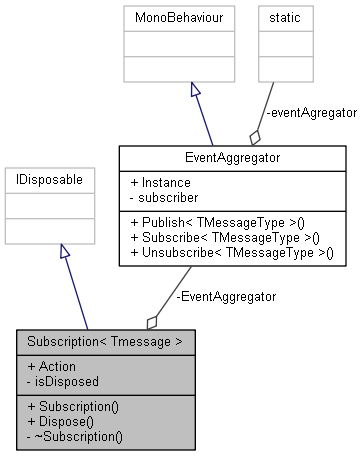 MonoBehaviour
static
-eventAgregator
EventAggregator
+ Instance
- subscriber
+ Publish< TMessageType >()
+ Subscribe< TMessageType >()
+ Unsubscribe< TMessageType >()
IDisposable
-EventAggregator
Subscription< Tmessage >
+ Action
- isDisposed
+ Subscription()
+ Dispose()
- ~Subscription()